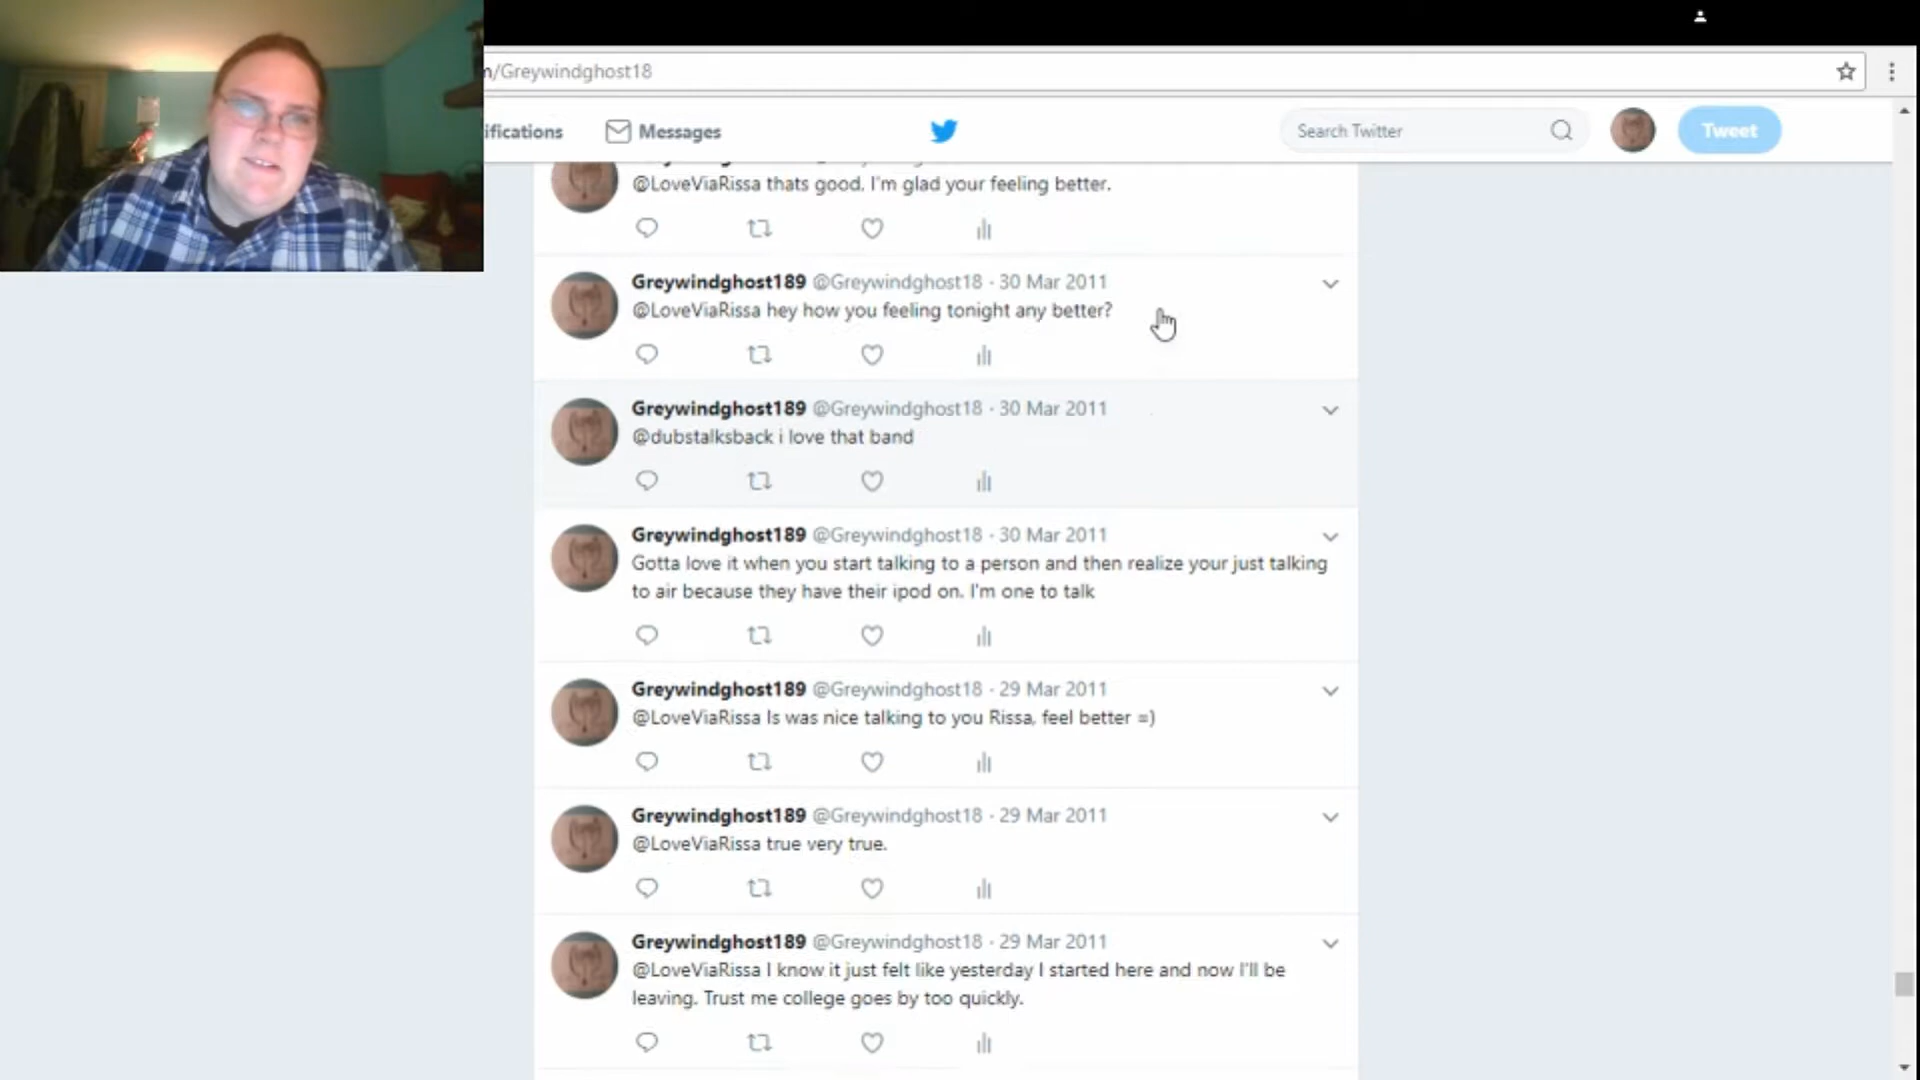 /Greywindghost18
ifications
Messages
Search Twitter
Tweet
@LoveViaRissa thats good. I'm glad your feeling better.
Greywindghost189 @Greywindghost18 · 30 Mar 2011
@LoveViaRissa hey how you feeling tonight any better?
Greywindghost189 @Greywindghost18 · 30 Mar 2011
@dubstalksback i love that band
Greywindghost189 @Greywindghost18 · 30 Mar 2011
Gotta love it when you start talking to a person and then realize your just talking
to air because they have their ipod on. I'm one to talk
Greywindghost189 @Greywindghost18 · 29 Mar 2011
@LoveViaRissa Is was nice talking to you Rissa, feel better =)
Greywindghost189 @Greywindghost18 · 29 Mar 2011
@LoveViaRissa true very true.
Greywindghost189 @Greywindghost18 · 29 Mar 2011
@LoveViaRissa I know it just felt like yesterday I started here and now I'll be
leaving. Trust me college goes by too quickly.